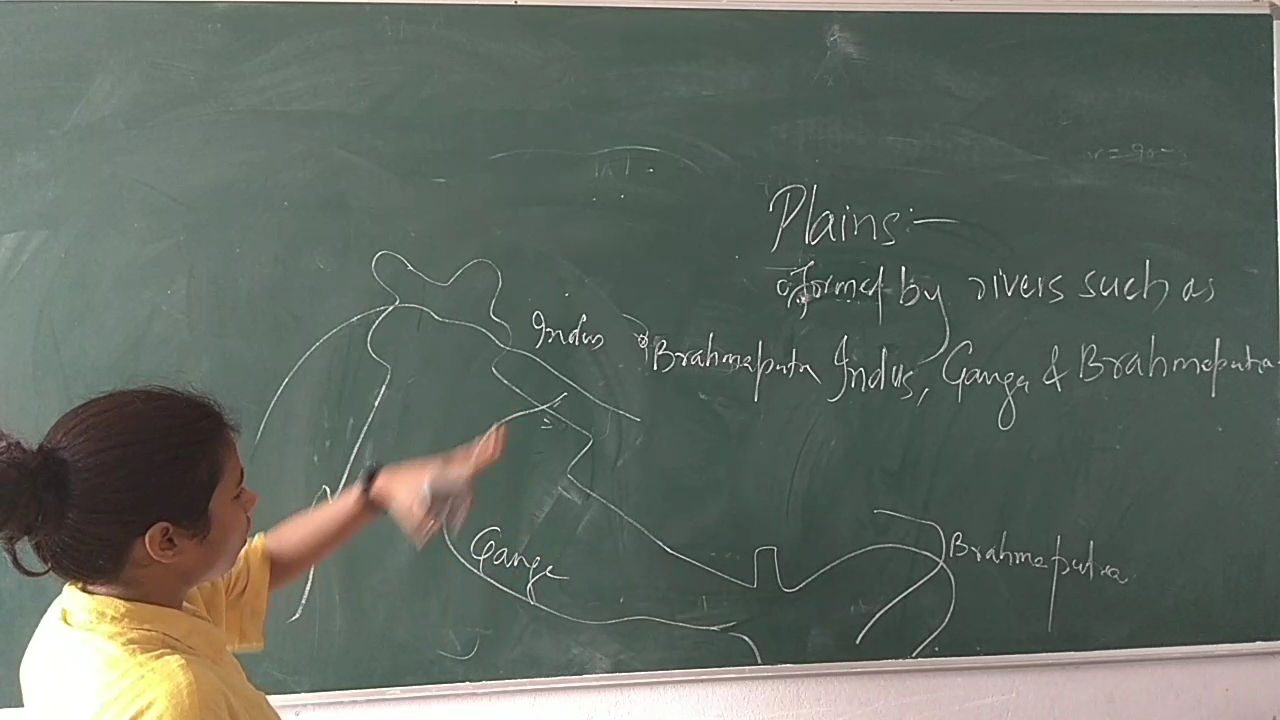 Plains:-
formed by rivers such as
Indus
Brahmaputra Indus, Ganga & Brahmaputra
Ganga
Brahmaputra